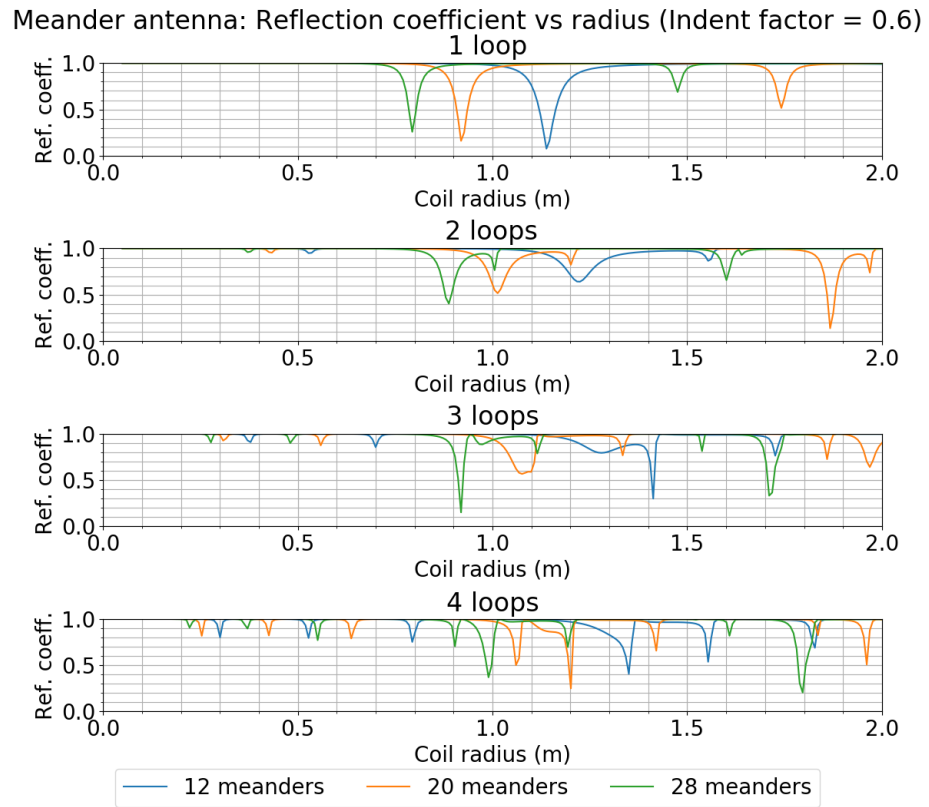 Meander antenna: Reflection coefficient vs radius (Indent factor = 0.6)
1 loop
Ref. coeff.
1.0
0.5
0.0
0.0 0.5 1.0 1.5 2.0
Coil radius (m)
2 loops
Ref. coeff.
1.0
0.5
0.0
0.0 0.5 1.0 1.5 2.0
Coil radius (m)
3 loops
Ref. coeff.
1.0
0.5
0.0
0.0 0.5 1.0 1.5 2.0
Coil radius (m)
4 loops
Ref. coeff.
1.0
0.5
0.0
0.0 0.5 1.0 1.5 2.0
Coil radius (m)
12 meanders 20 meanders 28 meanders